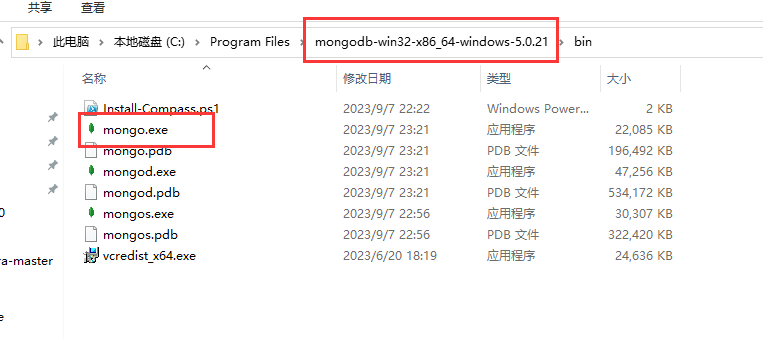 共享 查看
此电脑 本地磁盘 (C:) Program Files mongodb-win32-x86_64-windows-5.0.21 bin
名称 修改日期 类型 大小
Install-Compass.ps1 2023/9/7 22:22 Windows Power... 2 KB
mongo.exe 2023/9/7 23:21 应用程序 22,085 KB
mongo.pdb 2023/9/7 23:21 PDB 文件 196,492 KB
mongod.exe 2023/9/7 23:21 应用程序 47,256 KB
mongod.pdb 2023/9/7 23:21 PDB 文件 534,172 KB
mongos.exe 2023/9/7 22:56 应用程序 30,307 KB
0
mongos.pdb 2023/9/7 22:56 PDB 文件 322,420 KB
ra-master
vcredist_x64.exe 2023/6/20 18:19 应用程序 24,636 KB
e